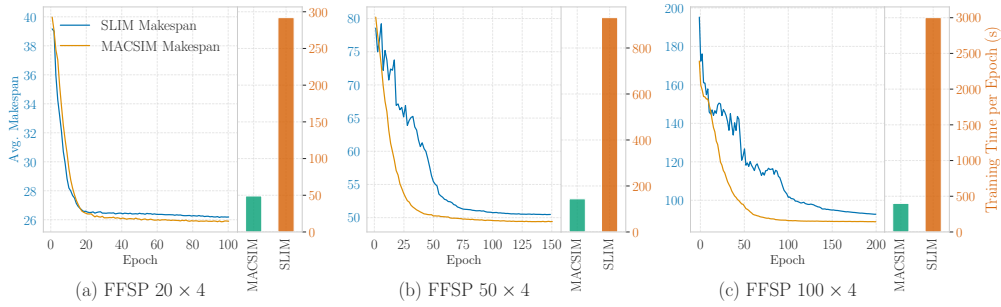 SLIM Makespan
MACSIM Makespan
Avg. Makespan
40
38
36
34
32
30
28
26
0 20 40 60 80 100
Epoch
300
250
200
150
100
50
0
MACSIM
SLIM
(a) FFSP 20 × 4
80
75
70
65
60
55
50
0 25 50 75 100 125 150
Epoch
800
600
400
200
0
MACSIM
SLIM
(b) FFSP 50 × 4
200
180
160
140
120
100
0 50 100 150 200
Epoch
3000
2500
2000
1500
1000
500
0
Training Time per Epoch (s)
MACSIM
SLIM
(c) FFSP 100 × 4